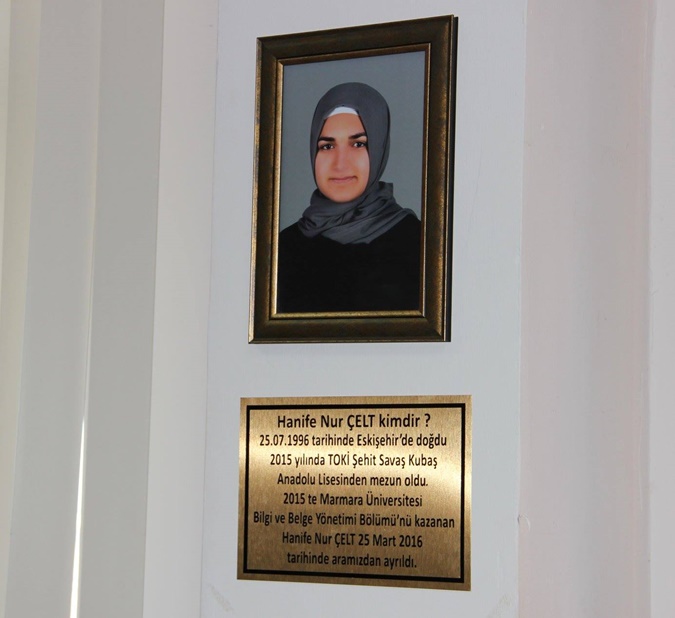 Hanife Nur ÇELT kimdir ?
25.07.1996 tarihinde Eskişehir'de doğdu
2015 yılında TOKİ Şehit Savaş Kubaş
Anadolu Lisesinden mezun oldu.
2015 te Marmara Üniversitesi
Bilgi ve Belge Yönetimi Bölümü'nü kazanan
Hanife Nur ÇELT 25 Mart 2016
tarihinde aramızdan ayrıldı.